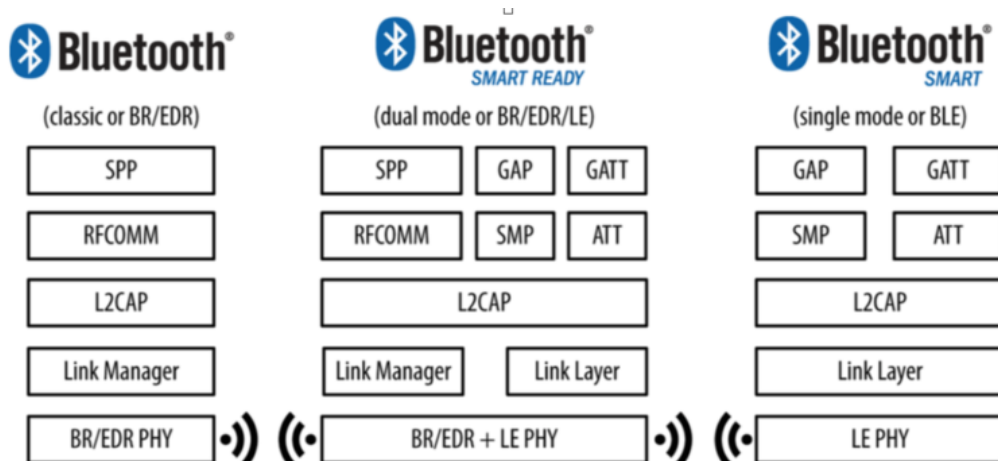 Bluetooth®
Bluetooth®
SMART READY
Bluetooth®
SMART
(classic or BR/EDR)
(dual mode or BR/EDR/LE)
(single mode or BLE)
SPP
SPP
GAP
GATT
GAP
GATT
RFCOMM
RFCOMM
SMP
ATT
SMP
ATT
L2CAP
L2CAP
L2CAP
Link Manager
Link Manager
Link Layer
Link Layer
BR/EDR PHY
BR/EDR + LE PHY
LE PHY